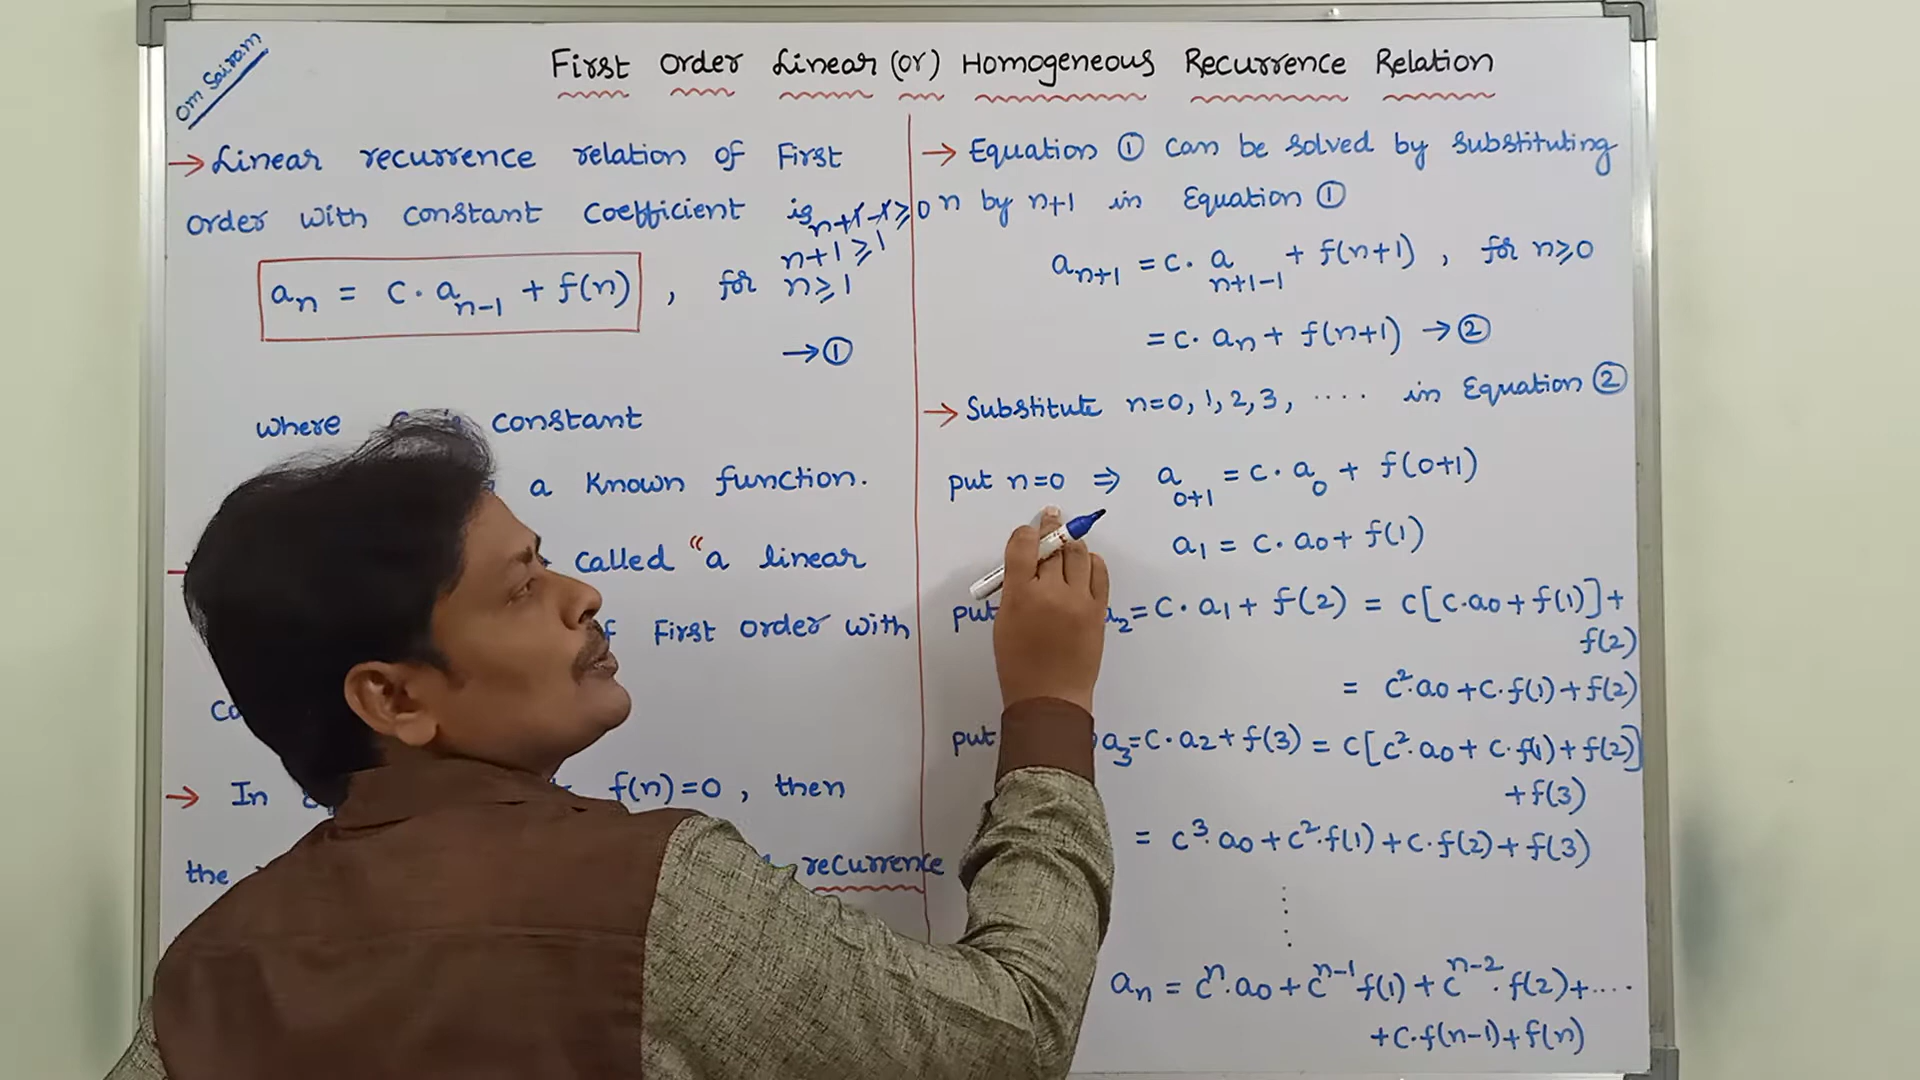 Om Sairam
First Order Linear (or) Homogeneous Recurrence Relation
→ Linear recurrence relation of First
Order with constant coefficient is
n+1-1≥0
n+1≥1
aₙ = c·aₙ₋₁ + f(n) , for n≥1
→①
where constant
a known function.
called "a linear
First Order with
→ In f(n)=0, then
the recurrence
→ Equation ① can be solved by substituting
n by n+1 in Equation ①
aₙ₊₁ = c·aₙ₊₁₋₁ + f(n+1) , for n≥0
= c·aₙ + f(n+1) → ②
→ Substitute n=0, 1, 2, 3, .... in Equation ②
put n=0 ⇒ a₀₊₁ = c·a₀ + f(0+1)
a₁ = c·a₀ + f(1)
put a₂=c·a₁ + f(2) = c[c·a₀ + f(1)]+
f(2)
= c²·a₀ + c·f(1) + f(2)
put a₃=c·a₂ + f(3) = c[c²·a₀ + c·f(1) + f(2)]
+ f(3)
= c³·a₀ + c²·f(1) + c·f(2) + f(3)
aₙ = cⁿ·a₀ + cⁿ⁻¹f(1) + cⁿ⁻²·f(2)+....
+c·f(n-1)+f(n)